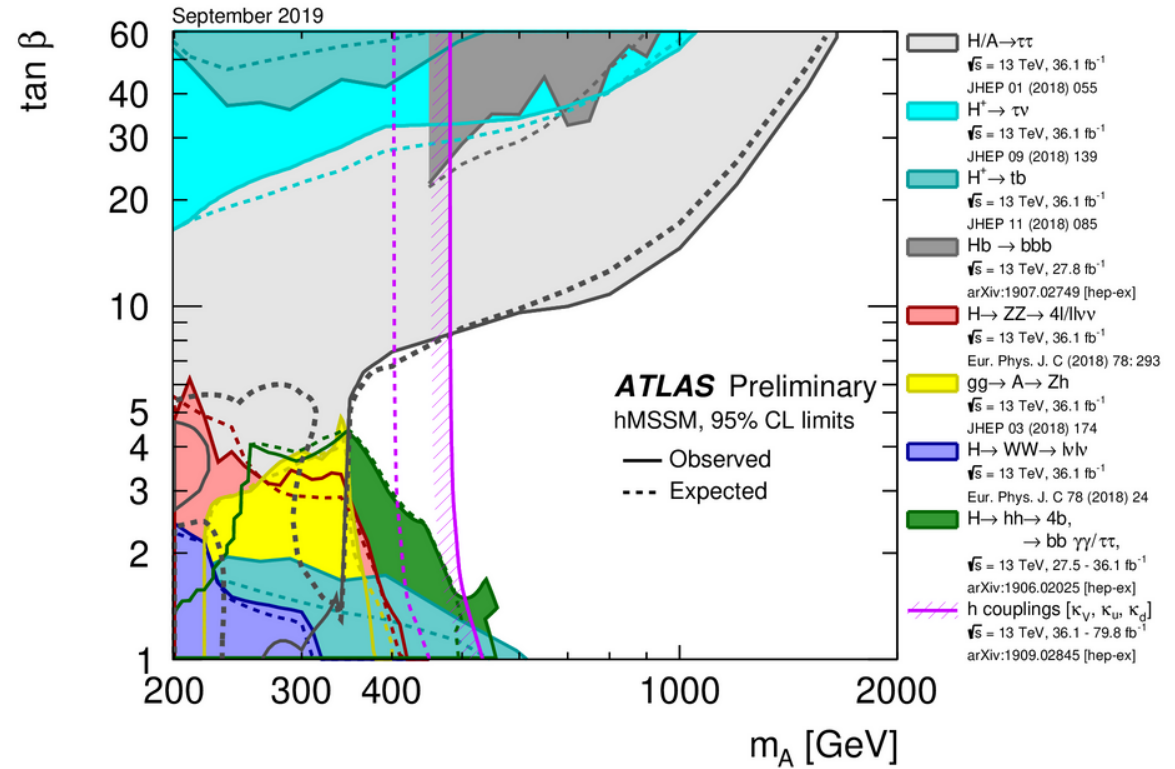 September 2019
tan β
60
40
30
20
10
5
4
3
2
1
200
300
400
1000
2000
m_A [GeV]
ATLAS Preliminary
hMSSM, 95% CL limits
Observed
Expected
H/A→ττ
√s = 13 TeV, 36.1 fb⁻¹
JHEP 01 (2018) 055
H⁺→ τν
√s = 13 TeV, 36.1 fb⁻¹
JHEP 09 (2018) 139
H⁺→ tb
√s = 13 TeV, 36.1 fb⁻¹
JHEP 11 (2018) 085
Hb → bbb
√s = 13 TeV, 27.8 fb⁻¹
arXiv:1907.02749 [hep-ex]
H→ ZZ→ 4l/llνν
√s = 13 TeV, 36.1 fb⁻¹
Eur. Phys. J. C (2018) 78: 293
gg→ A→ Zh
√s = 13 TeV, 36.1 fb⁻¹
JHEP 03 (2018) 174
H→ WW→ lνlν
√s = 13 TeV, 36.1 fb⁻¹
Eur. Phys. J. C 78 (2018) 24
H→ hh→ 4b,
→ bb γγ/ττ,
√s = 13 TeV, 27.5 - 36.1 fb⁻¹
arXiv:1906.02025 [hep-ex]
h couplings [κ_V, κ_u, κ_d]
√s = 13 TeV, 36.1 - 79.8 fb⁻¹
arXiv:1909.02845 [hep-ex]